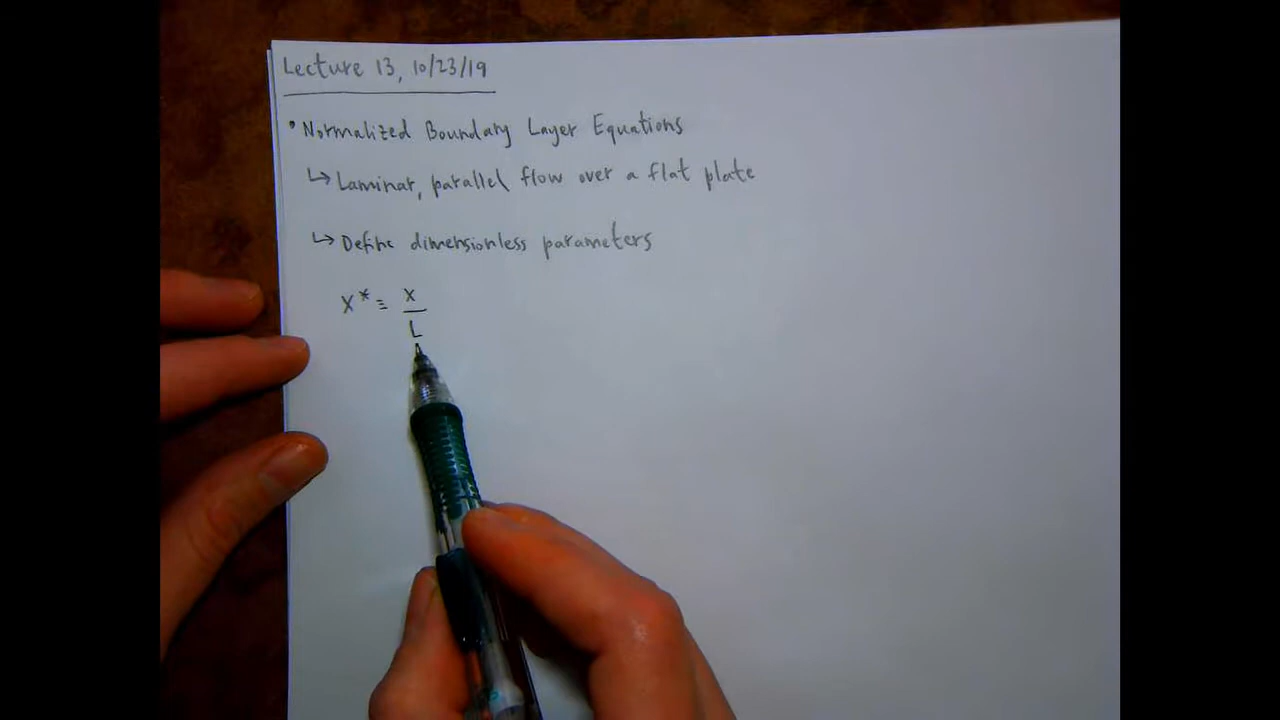 Lecture 13, 10/23/19
• Normalized Boundary Layer Equations
↳ Laminar, parallel flow over a flat plate
↳ Define dimensionless parameters
X* ≡ X / L